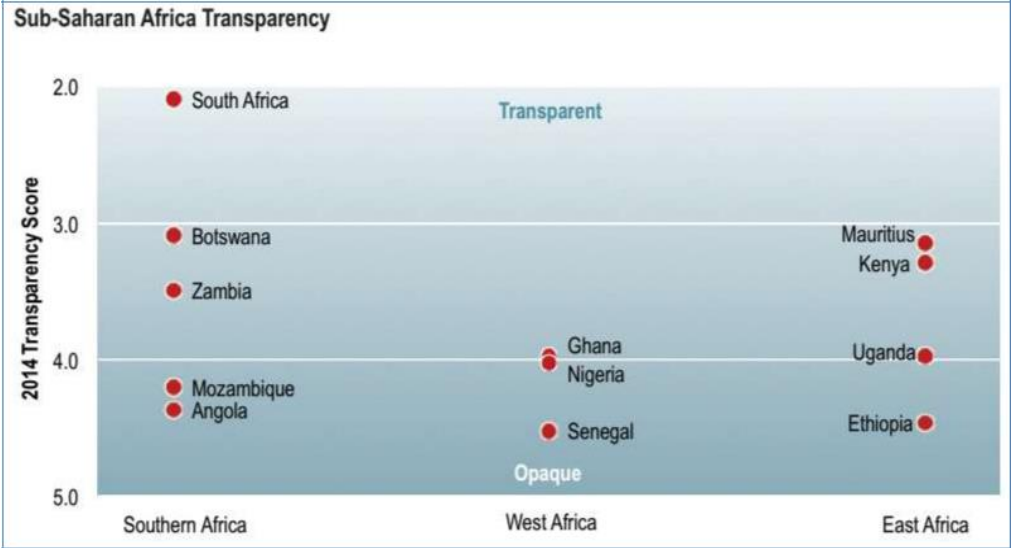 Sub-Saharan Africa Transparency
2014 Transparency Score
2.0
3.0
4.0
5.0
Transparent
South Africa
Botswana
Zambia
Mozambique
Angola
Ghana
Nigeria
Senegal
Mauritius
Kenya
Uganda
Ethiopia
Opaque
Southern Africa
West Africa
East Africa